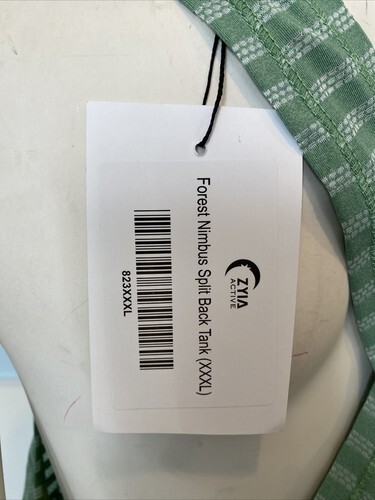 ZYIA
ACTIVE
Forest Nimbus Split Back Tank (XXXL)
823XXXL